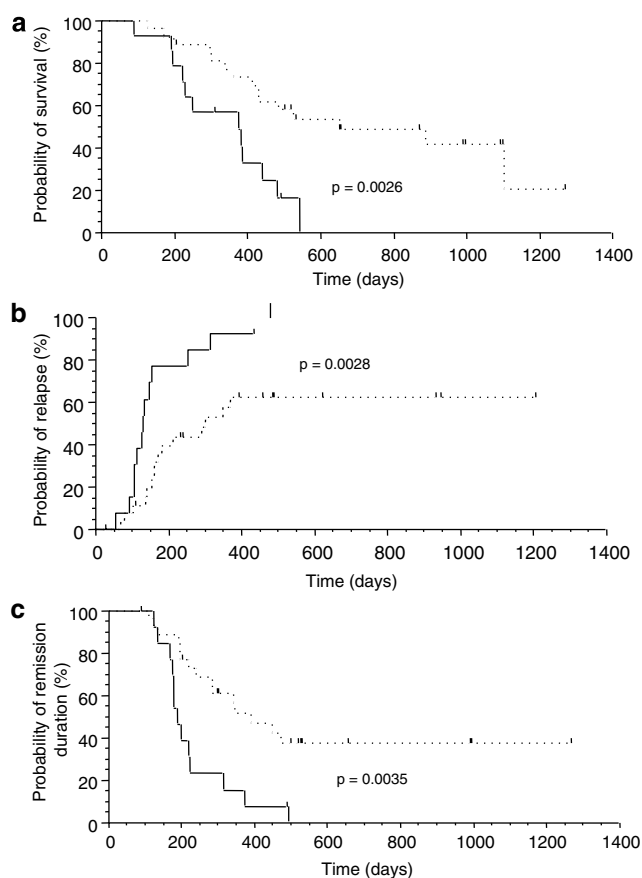 a
Probability of survival (%)
100
80
60
40
20
0
p = 0.0026
0 200 400 600 800 1000 1200 1400
Time (days)
b
Probability of relapse (%)
100
80
60
40
20
0
p = 0.0028
0 200 400 600 800 1000 1200 1400
Time (days)
c
Probability of remission
duration (%)
100
80
60
40
20
0
p = 0.0035
0 200 400 600 800 1000 1200 1400
Time (days)